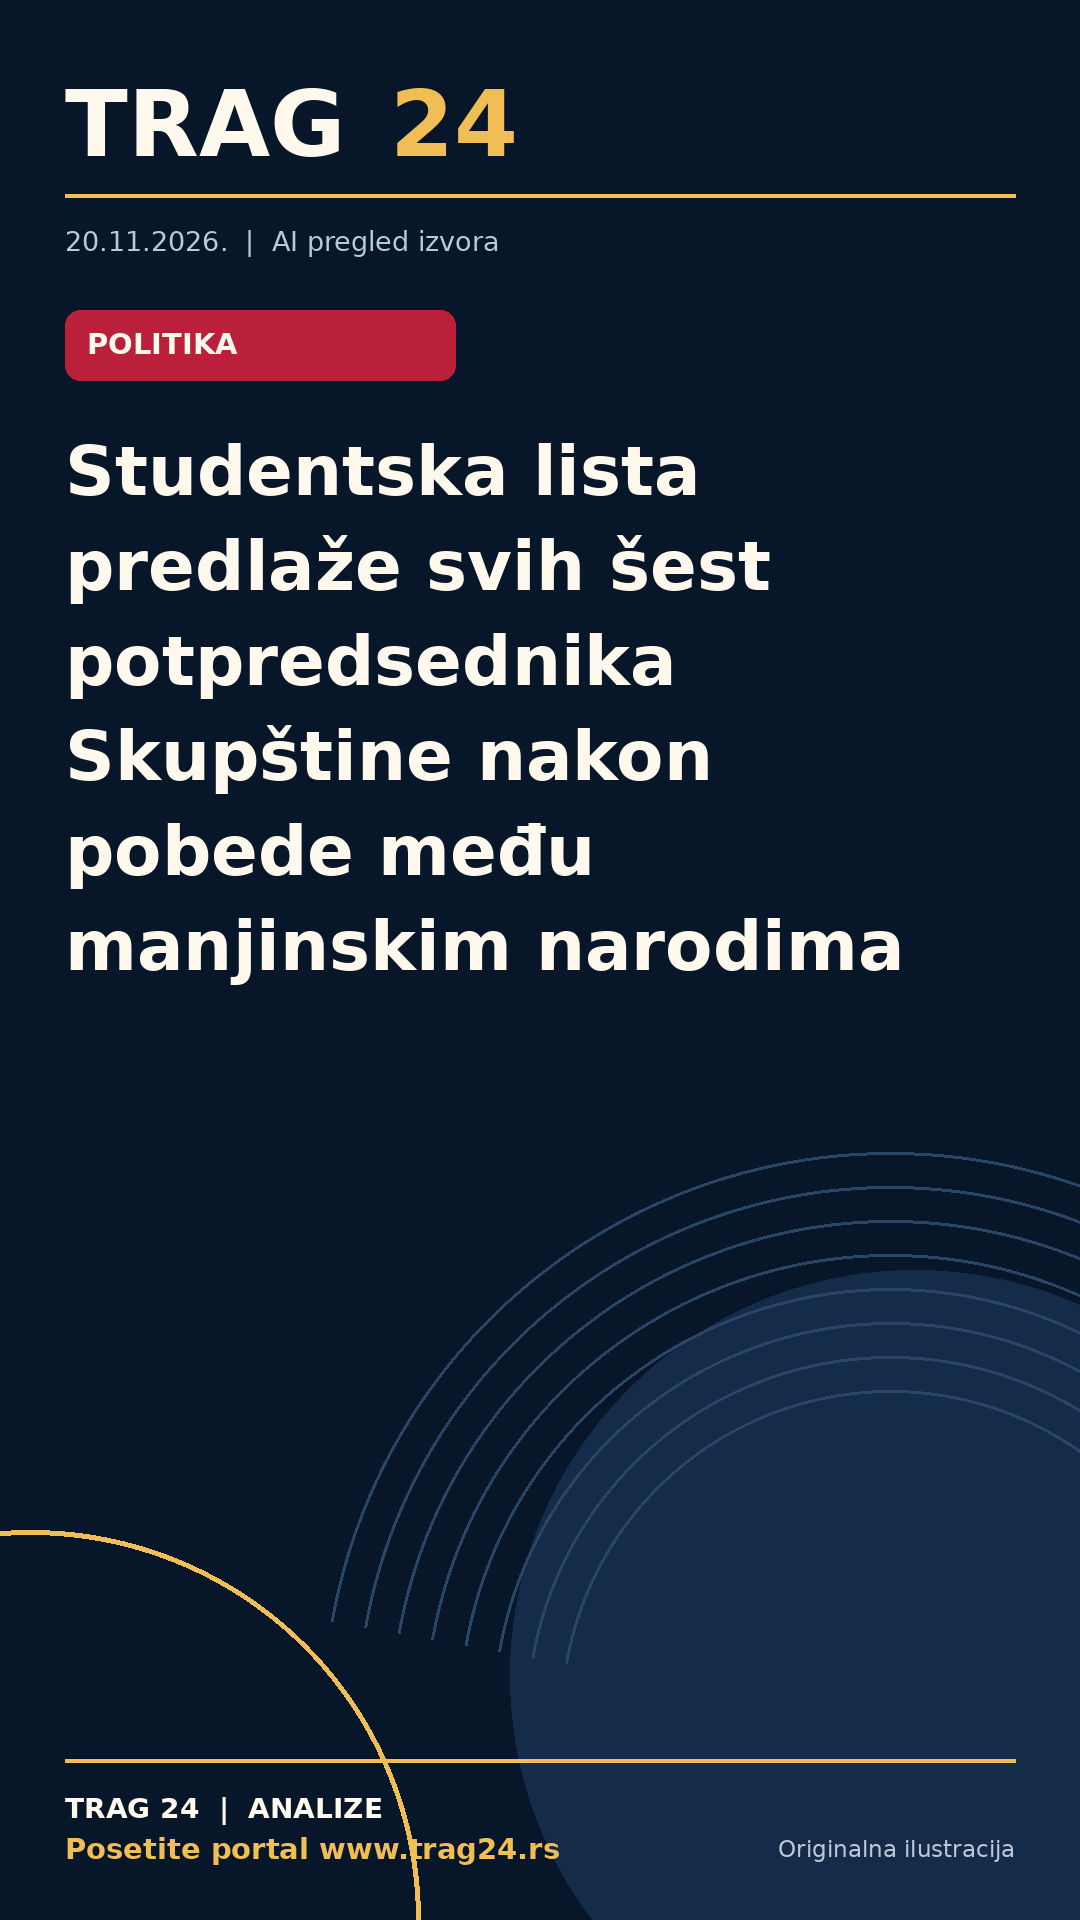 TRAG 24
20.11.2026. | AI pregled izvora
POLITIKA
Studentska lista
predlaže svih šest
potpredsednika
Skupštine nakon
pobede među
manjinskim narodima
TRAG 24 | ANALIZE
Posetite portal www.trag24.rs
Originalna ilustracija